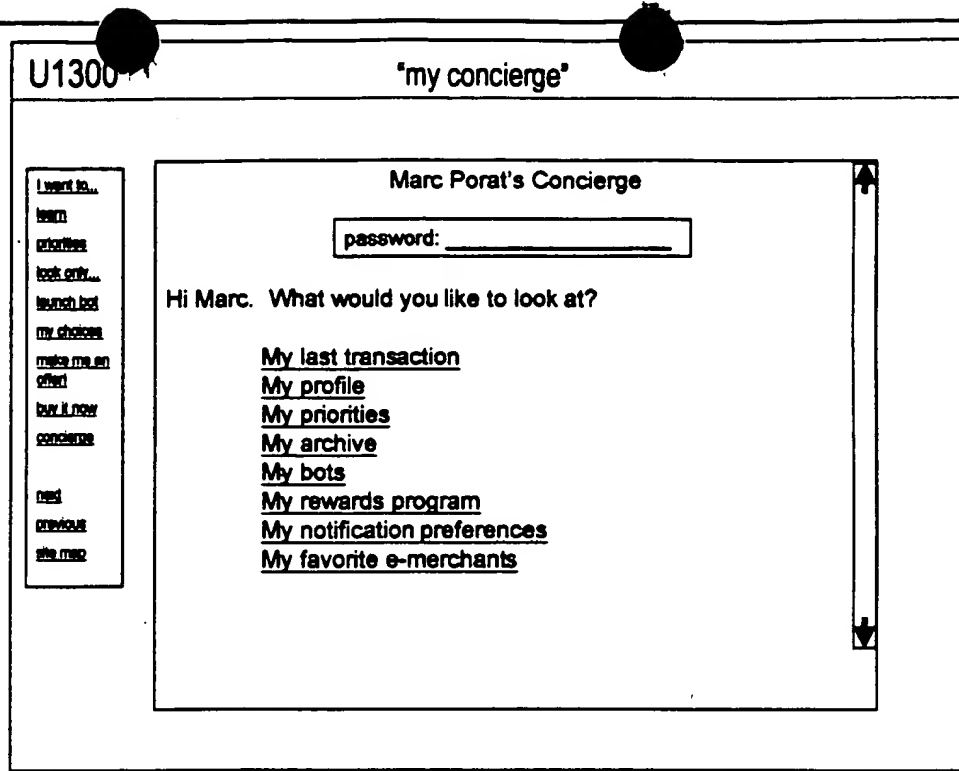 U1300
"my concierge"
I want to...
learn
priorities
look only...
launch bot
my choices
make me an
offer!
buy it now
concierge
next
previous
site map
Marc Porat's Concierge
password:
Hi Marc. What would you like to look at?
My last transaction
My profile
My priorities
My archive
My bots
My rewards program
My notification preferences
My favorite e-merchants